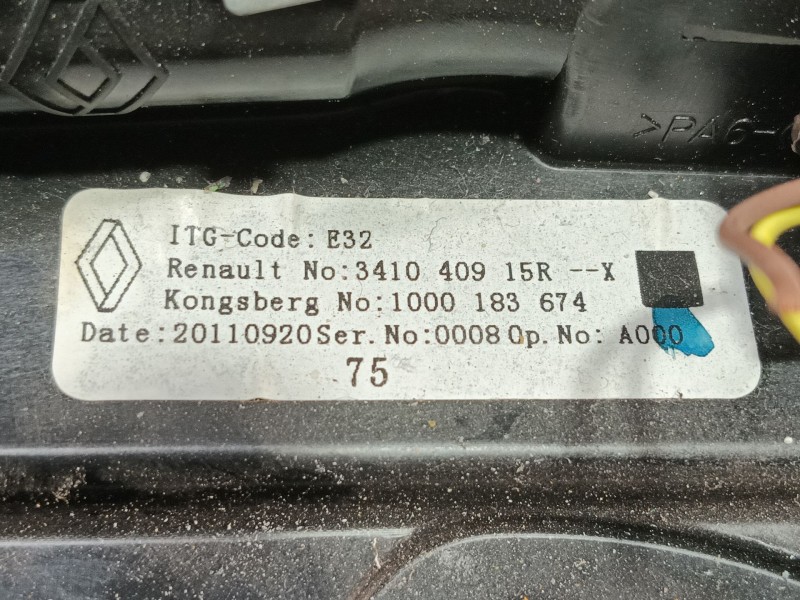 >PA6-
ITG-Code: E32
Renault No:3410 409 15R --X
Kongsberg No:1000 183 674
Date:20110920 Ser.No:0008 Op.No: A000
75